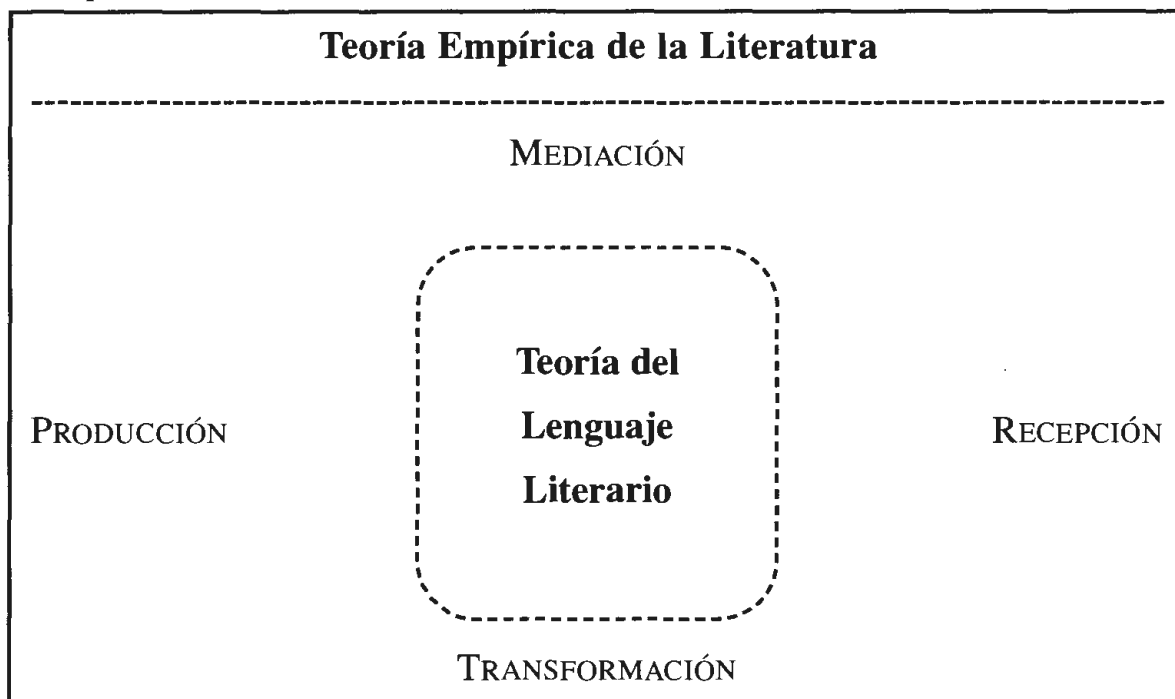 Teoría Empírica de la Literatura
MEDIACIÓN
Teoría del
Lenguaje
Literario
PRODUCCIÓN
RECEPCIÓN
TRANSFORMACIÓN